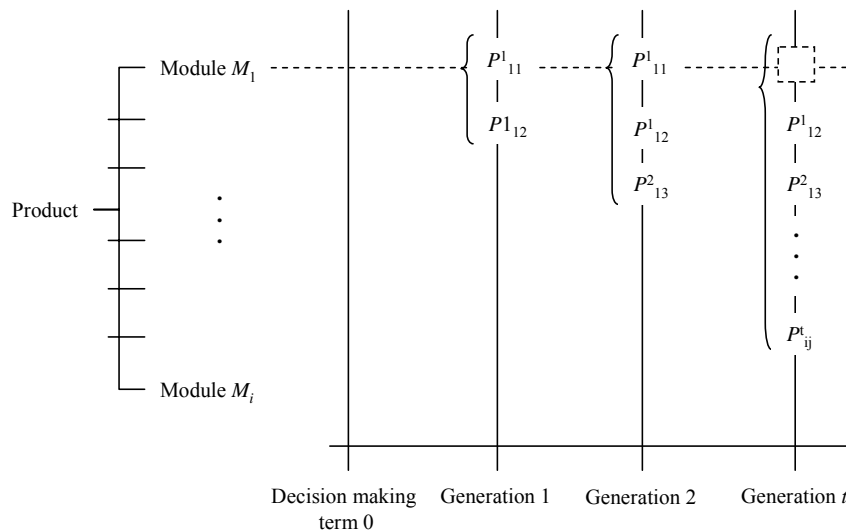 Module M₁
P¹₁₁
P¹₁₁
P1₁₂
P¹₁₂
P¹₁₂
P²₁₃
P²₁₃
Product
Pᵗᵢⱼ
Module Mᵢ
Decision making
term 0
Generation 1
Generation 2
Generation t